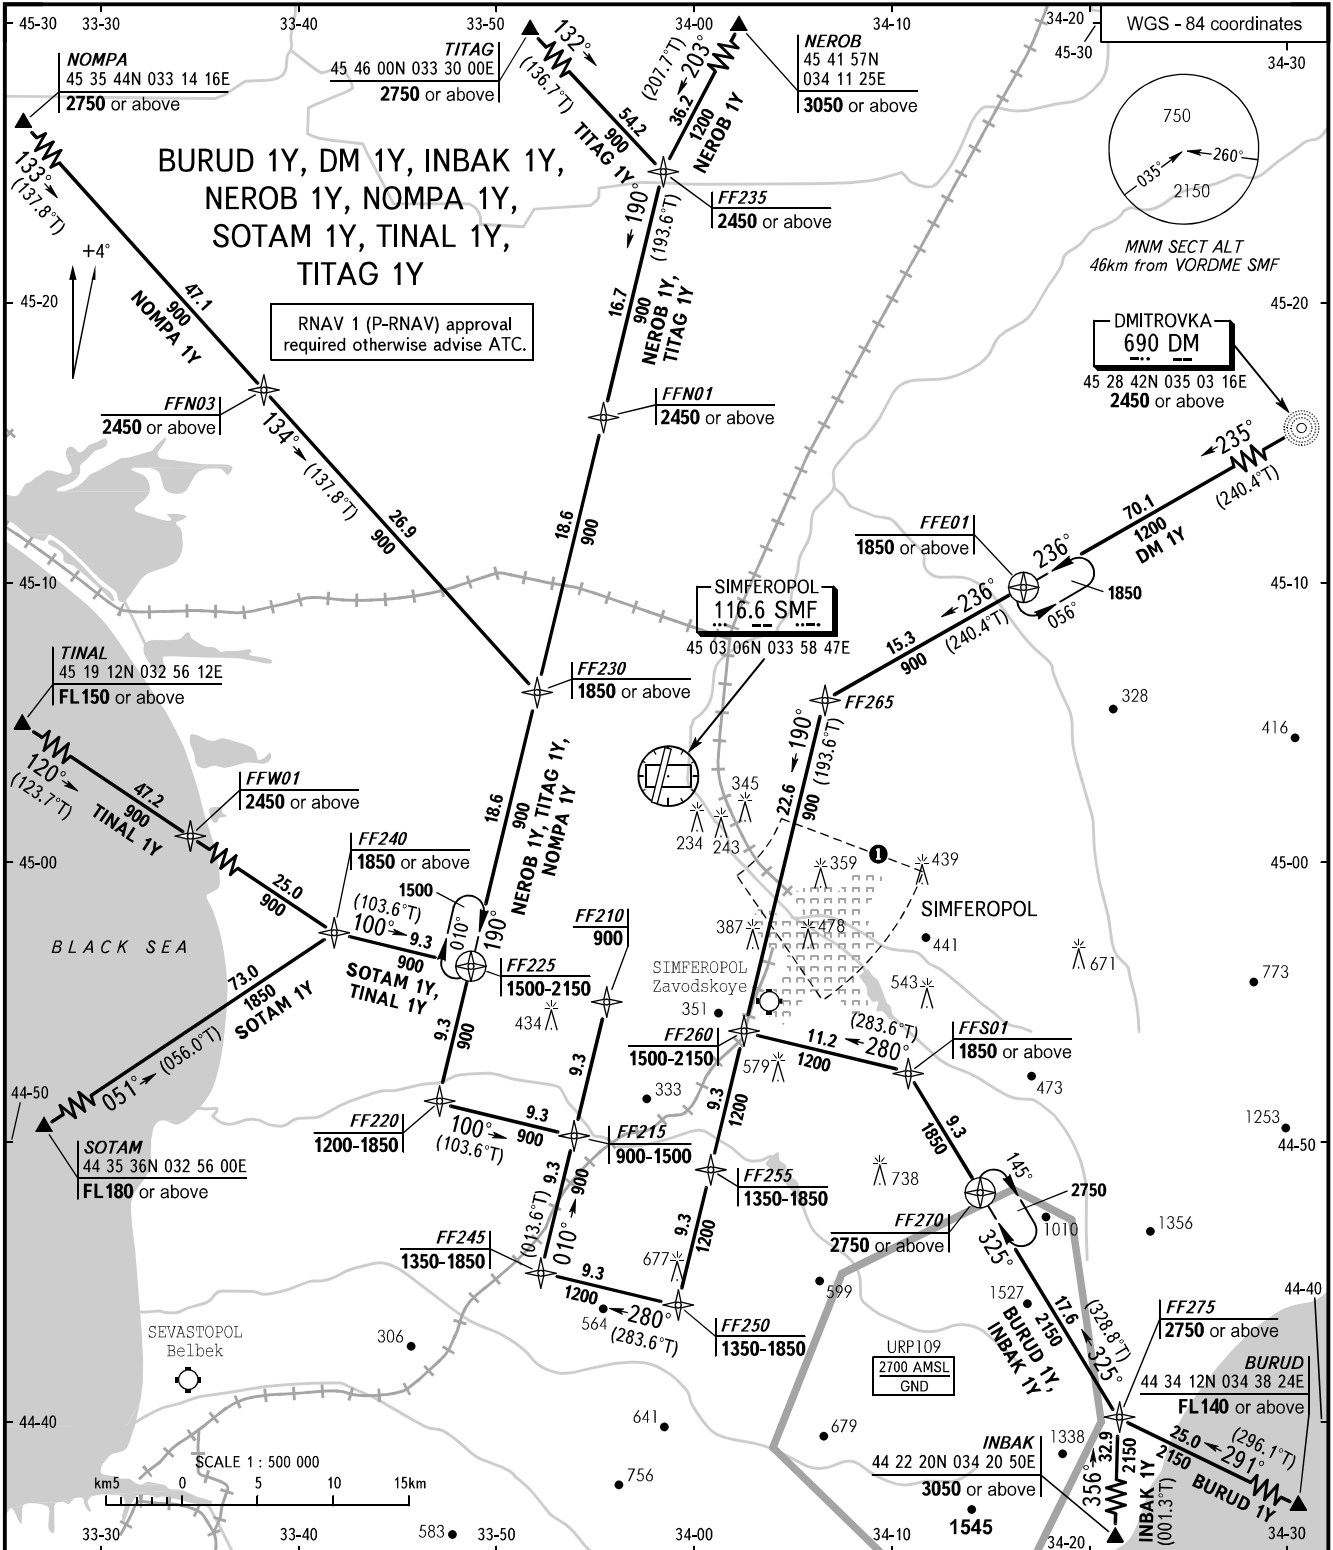 45-30
33-30
33-40
33-50
34-00
34-10
34-20
45-30
WGS - 84 coordinates
34-30
NOMPA
45 35 44N 033 14 16E
2750 or above
TITAG
45 46 00N 033 30 00E
2750 or above
NEROB
45 41 57N
034 11 25E
3050 or above
132°
(136.7°T)
54.2
900
TITAG 1Y
203°
(207.7°T)
36.2
1200
NEROB 1Y
750
035°
260°
2150
MNM SECT ALT
46km from VORDME SMF
133°
(137.8°T)
BURUD 1Y, DM 1Y, INBAK 1Y,
NEROB 1Y, NOMPA 1Y,
SOTAM 1Y, TINAL 1Y,
TITAG 1Y
+4°
RNAV 1 (P-RNAV) approval
required otherwise advise ATC.
FF235
2450 or above
190°
(193.6°T)
16.7
900
NEROB 1Y,
TITAG 1Y
47.1
900
NOMPA 1Y
45-20
45-20
DMITROVKA
690 DM
45 28 42N 035 03 16E
2450 or above
FFN03
2450 or above
FFN01
2450 or above
134°
(137.8°T)
26.9
900
18.6
900
235°
(240.4°T)
70.1
1200
DM 1Y
FFE01
1850 or above
236°
1850
056°
236°
(240.4°T)
15.3
900
45-10
45-10
SIMFEROPOL
116.6 SMF
45 03 06N 033 58 47E
TINAL
45 19 12N 032 56 12E
FL150 or above
FF230
1850 or above
FF265
328
416
120°
(123.7°T)
47.2
900
TINAL 1Y
FFW01
2450 or above
18.6
900
NEROB 1Y, TITAG 1Y,
NOMPA 1Y
190°
(193.6°T)
22.6
900
345
234
243
359
1
439
45-00
45-00
25.0
900
FF240
1850 or above
1500
(103.6°T)
100°
9.3
900
010°
190°
SOTAM 1Y,
TINAL 1Y
FF210
900
FF225
1500-2150
SIMFEROPOL
387
478
441
671
773
BLACK SEA
73.0
1850
SOTAM 1Y
SIMFEROPOL
Zavodskoye
351
543
434
9.3
900
9.3
FF260
1500-2150
(283.6°T)
11.2
280°
1200
FFS01
1850 or above
579
473
1253
051°
(056.0°T)
44-50
44-50
333
SOTAM
44 35 36N 032 56 00E
FL180 or above
FF220
1200-1850
100°
(103.6°T)
9.3
900
FF215
900-1500
9.3
1200
9.3
1850
145°
2750
FF255
1350-1850
738
FF270
2750 or above
1010
1356
FF245
1350-1850
(013.6°T)
9.3
010°
900
677
9.3
1200
325°
599
1527
44-40
9.3
1200
564
280°
(283.6°T)
FF250
1350-1850
17.6
2150
(328.8°T)
325°
BURUD 1Y,
INBAK 1Y
FF275
2750 or above
SEVASTOPOL
Belbek
306
URP109
2700 AMSL
GND
BURUD
44 34 12N 034 38 24E
FL140 or above
44-40
641
679
1338
INBAK
44 22 20N 034 20 50E
3050 or above
25.0
291°
(296.1°T)
2150
BURUD 1Y
SCALE 1 : 500 000
km5
0
5
10
15km
756
583
1545
32.9
2150
356°
INBAK 1Y
(001.3°T)
33-30
33-40
33-50
34-00
34-10
34-20
34-30